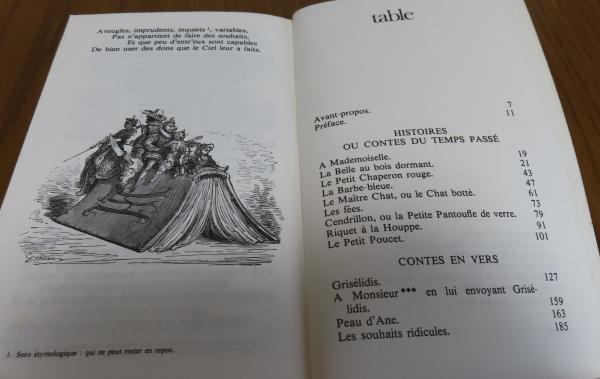 Aveugles, imprudents, inquiets¹, variables,
Pas n'appartient de faire des souhaits,
Et que peu d'entr'eux sont capables
De bien user des dons que le Ciel leur a faits.
1. Sens étymologique : qui ne peut rester en repos.
table
Avant-propos. 7
Préface. 11
HISTOIRES
OU CONTES DU TEMPS PASSÉ
A Mademoiselle. 19
La Belle au bois dormant. 21
Le Petit Chaperon rouge. 43
La Barbe-bleue. 47
Le Maître Chat, ou le Chat botté. 61
Les fées. 73
Cendrillon, ou la Petite Pantoufle de verre. 79
Riquet à la Houppe. 91
Le Petit Poucet. 101
CONTES EN VERS
Grisélidis. 127
A Monsieur*** en lui envoyant Grisé-
lidis. 159
Peau d'Ane. 163
Les souhaits ridicules. 185